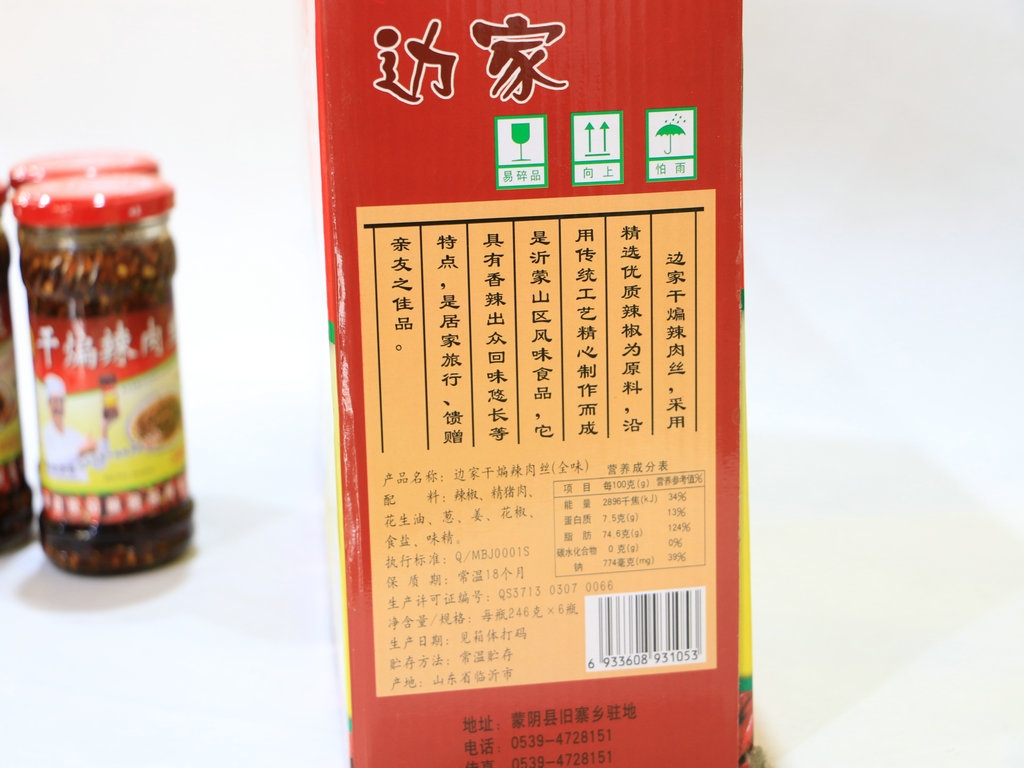 边家
易碎品
向上
怕雨
边家干煸辣肉丝，采用
精选优质辣椒为原料，沿
用传统工艺精心制作而成
是沂蒙山区风味食品，它
具有香辣出众回味悠长等
特点，是居家旅行、馈赠
亲友之佳品。
产品名称：边家干煸辣肉丝(全味)
配 料：辣椒、精猪肉、
花生油、葱、姜、花椒、
食盐、味精。
执行标准：Q/MBJ0001S
保 质 期：常温18个月
生产许可证编号：QS3713 0307 0066
净含量/规格：每瓶246克×6瓶
生产日期：见箱体打码
贮存方法：常温贮存
产地：山东省临沂市
营养成分表
项 目 每100克(g) 营养参考值%
能 量 2896千焦(kJ) 34%
蛋白质 7.5克(g) 13%
脂 肪 74.6克(g) 124%
碳水化合物 0 克(g) 0%
钠 774毫克(mg) 39%
6 933608 931053
地址：蒙阴县旧寨乡驻地
电话：0539-4728151
传真 0539-4728151
干煸辣肉